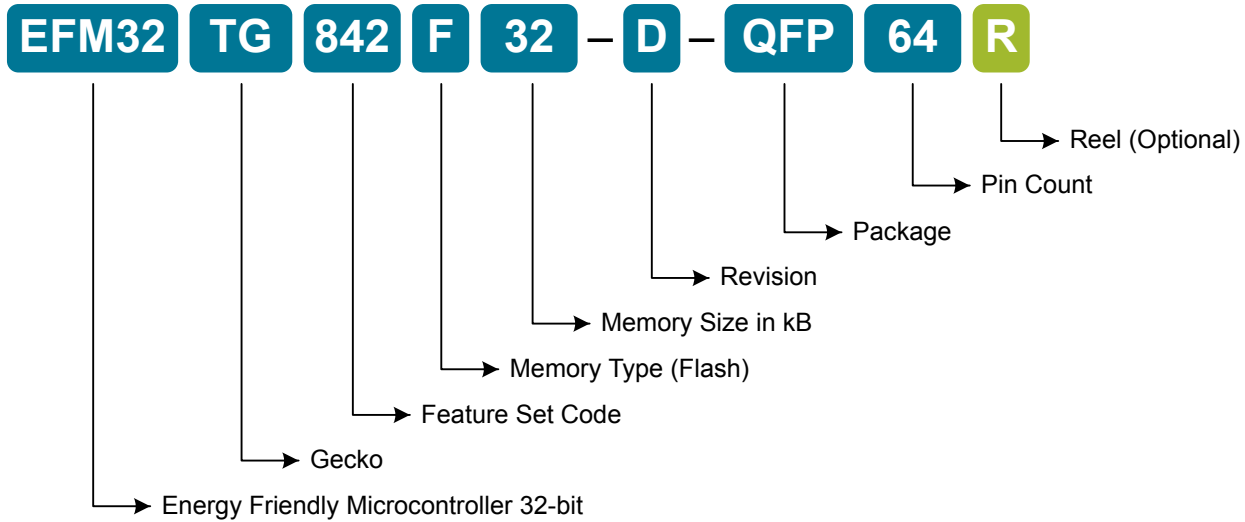 EFM32 TG 842 F 32 – D – QFP 64 R
Reel (Optional)
Pin Count
Package
Revision
Memory Size in kB
Memory Type (Flash)
Feature Set Code
Gecko
Energy Friendly Microcontroller 32-bit